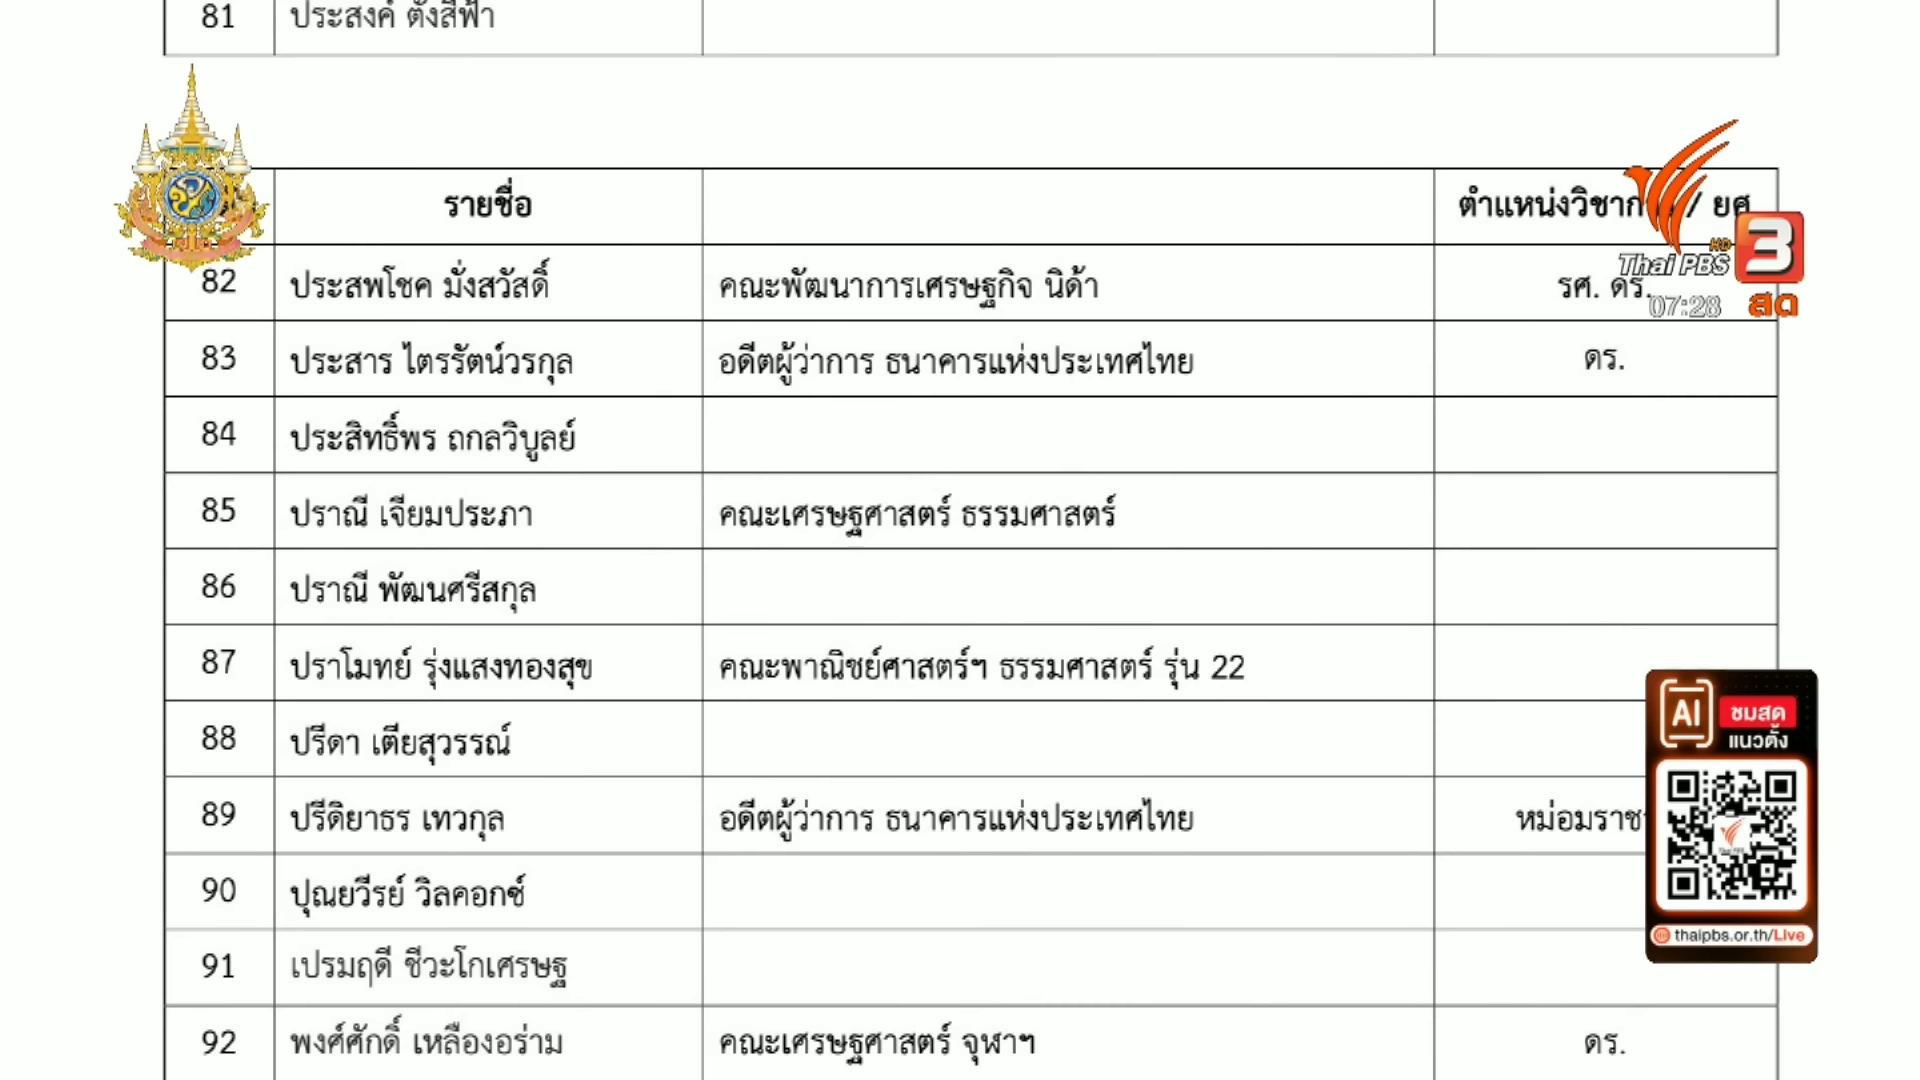 81 ประสงค์ ตั้งสีฟ้า
รายชื่อ ตำแหน่งวิชาก / ยศ
82 ประสพโชค มั่งสวัสดิ์ คณะพัฒนาการเศรษฐกิจ นิด้า รศ. ดร.
HD 3
Thai PBS
07:28 สด
83 ประสาร ไตรรัตน์วรกุล อดีตผู้ว่าการ ธนาคารแห่งประเทศไทย ดร.
84 ประสิทธิ์พร ถกลวิบูลย์
85 ปราณี เจียมประภา คณะเศรษฐศาสตร์ ธรรมศาสตร์
86 ปราณี พัฒนศรีสกุล
87 ปราโมทย์ รุ่งแสงทองสุข คณะพาณิชย์ศาสตร์ฯ ธรรมศาสตร์ รุ่น 22
88 ปรีดา เตียสุวรรณ์
AI ชมสด
แนวตั้ง
89 ปรีดิยาธร เทวกุล อดีตผู้ว่าการ ธนาคารแห่งประเทศไทย หม่อมราช
90 ปุณยวีรย์ วิลคอกซ์
thaipbs.or.th/Live
91 เปรมฤดี ชีวะโกเศรษฐ
92 พงศ์ศักดิ์ เหลืองอร่าม คณะเศรษฐศาสตร์ จุฬาฯ ดร.